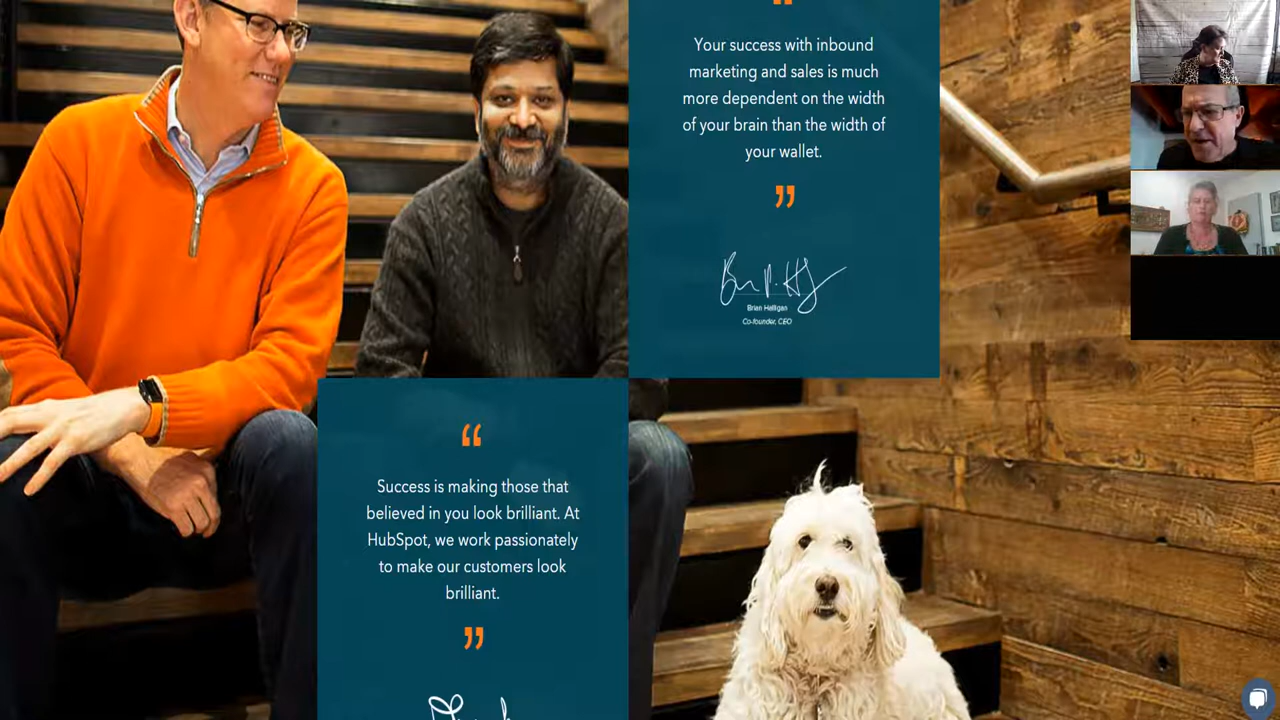 Your success with inbound
marketing and sales is much
more dependent on the width
of your brain than the width of
your wallet.
”
Brian Halligan
Co-founder, CEO
“
Success is making those that
believed in you look brilliant. At
HubSpot, we work passionately
to make our customers look
brilliant.
”